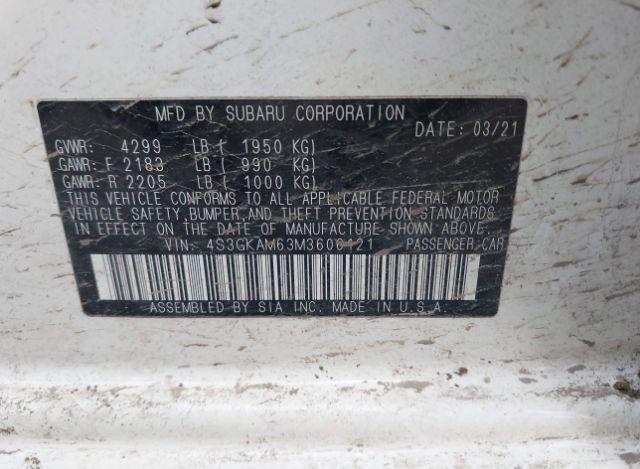 MFD BY SUBARU CORPORATION
DATE: 03/21
GVWR: 4299 LB ( 1950 KG)
GAWR: F 2183 LB ( 990 KG)
GAWR: R 2205 LB ( 1000 KG)
THIS VEHICLE CONFORMS TO ALL APPLICABLE FEDERAL MOTOR
VEHICLE SAFETY, BUMPER, AND THEFT PREVENTION STANDARDS
IN EFFECT ON THE DATE OF MANUFACTURE SHOWN ABOVE.
VIN: 4S3GKAM63M3606121 PASSENGER CAR
ASSEMBLED BY SIA INC. MADE IN U.S.A.